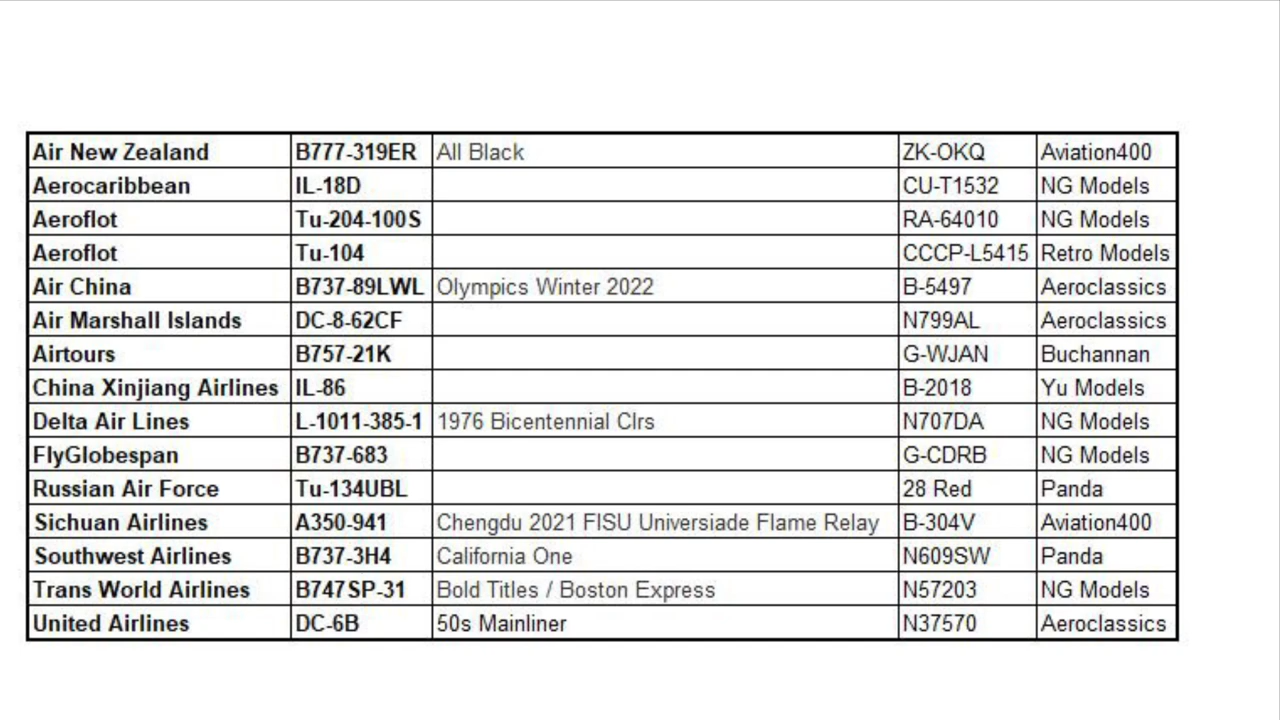 Air New Zealand B777-319ER All Black ZK-OKQ Aviation400
Aerocaribbean IL-18D CU-T1532 NG Models
Aeroflot Tu-204-100S RA-64010 NG Models
Aeroflot Tu-104 CCCP-L5415 Retro Models
Air China B737-89LWL Olympics Winter 2022 B-5497 Aeroclassics
Air Marshall Islands DC-8-62CF N799AL Aeroclassics
Airtours B757-21K G-WJAN Buchannan
China Xinjiang Airlines IL-86 B-2018 Yu Models
Delta Air Lines L-1011-385-1 1976 Bicentennial Clrs N707DA NG Models
FlyGlobespan B737-683 G-CDRB NG Models
Russian Air Force Tu-134UBL 28 Red Panda
Sichuan Airlines A350-941 Chengdu 2021 FISU Universiade Flame Relay B-304V Aviation400
Southwest Airlines B737-3H4 California One N609SW Panda
Trans World Airlines B747SP-31 Bold Titles / Boston Express N57203 NG Models
United Airlines DC-6B 50s Mainliner N37570 Aeroclassics